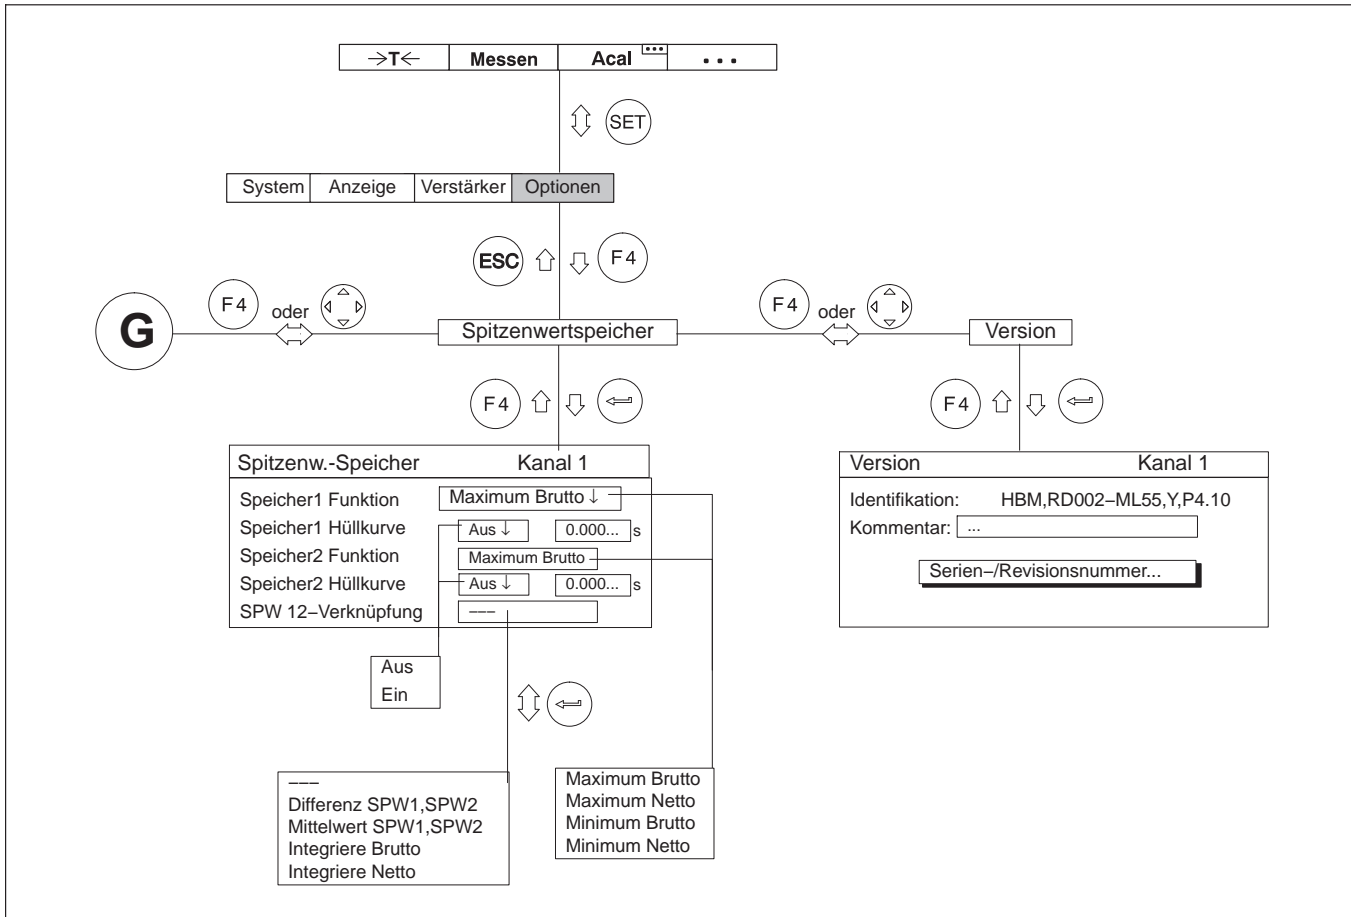 →T← Messen Acal ... ...
SET
System Anzeige Verstärker Optionen
ESC F4
G F4 oder Spitzenwertspeicher F4 oder Version
F4 F4
Spitzenw.-Speicher Kanal 1
Speicher1 Funktion Maximum Brutto ↓
Speicher1 Hüllkurve Aus ↓ 0.000... s
Speicher2 Funktion Maximum Brutto
Speicher2 Hüllkurve Aus ↓ 0.000... s
SPW 12–Verknüpfung –––
Version Kanal 1
Identifikation: HBM,RD002–ML55,Y,P4.10
Kommentar: ...
Serien–/Revisionsnummer...
Aus
Ein
–––
Differenz SPW1,SPW2
Mittelwert SPW1,SPW2
Integriere Brutto
Integriere Netto
Maximum Brutto
Maximum Netto
Minimum Brutto
Minimum Netto